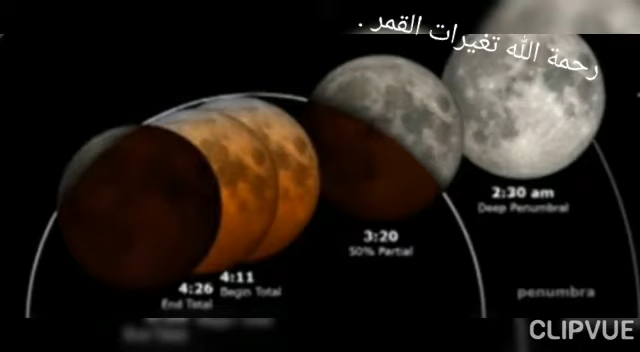 رحمة الله تغيرات القمر .
2:30 am
Deep Penumbral
3:20
50% Partial
4:11
Begin Total
4:26
End Total
penumbra
CLIPVUE